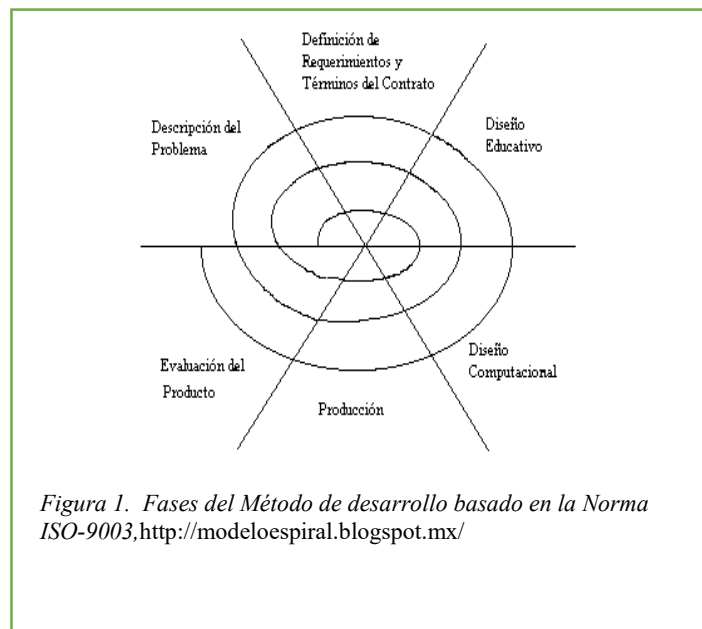 Definición de
Requerimientos y
Términos del Contrato
Descripción del
Problema
Diseño
Educativo
Evaluación del
Producto
Producción
Diseño
Computacional
Figura 1. Fases del Método de desarrollo basado en la Norma
ISO-9003,http://modeloespiral.blogspot.mx/